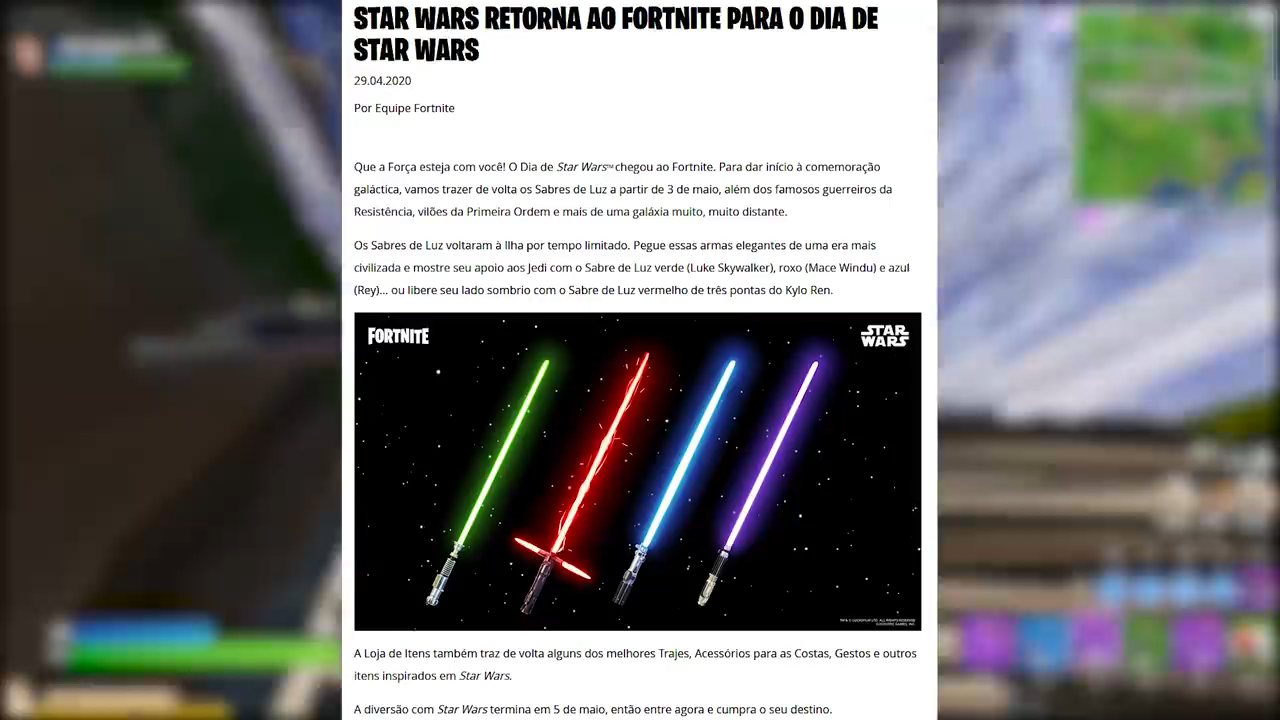 STAR WARS RETORNA AO FORTNITE PARA O DIA DE
STAR WARS
29.04.2020
Por Equipe Fortnite
Que a Força esteja com você! O Dia de Star Wars™ chegou ao Fortnite. Para dar início à comemoração
galáctica, vamos trazer de volta os Sabres de Luz a partir de 3 de maio, além dos famosos guerreiros da
Resistência, vilões da Primeira Ordem e mais de uma galáxia muito, muito distante.
Os Sabres de Luz voltaram à Ilha por tempo limitado. Pegue essas armas elegantes de uma era mais
civilizada e mostre seu apoio aos Jedi com o Sabre de Luz verde (Luke Skywalker), roxo (Mace Windu) e azul
(Rey)... ou libere seu lado sombrio com o Sabre de Luz vermelho de três pontas do Kylo Ren.
FORTNITE
STAR
WARS
A Loja de Itens também traz de volta alguns dos melhores Trajes, Acessórios para as Costas, Gestos e outros
itens inspirados em Star Wars.
A diversão com Star Wars termina em 5 de maio, então entre agora e cumpra o seu destino.